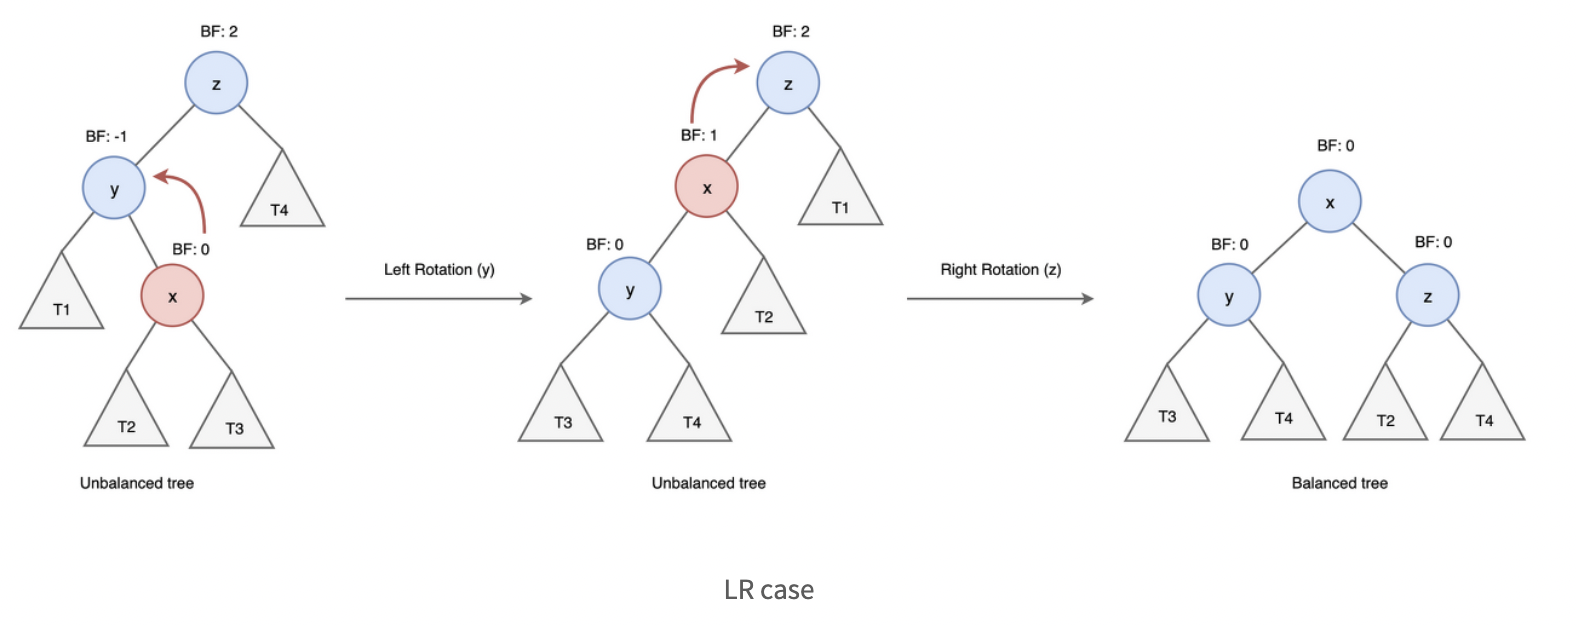 BF: 2
z
BF: -1
y
T4
BF: 0
T1
x
T2
T3
Unbalanced tree
Left Rotation (y)
BF: 2
z
BF: 1
x
T1
BF: 0
y
T2
T3
T4
Unbalanced tree
Right Rotation (z)
BF: 0
x
BF: 0
BF: 0
y
z
T3
T4
T2
T4
Balanced tree
LR case